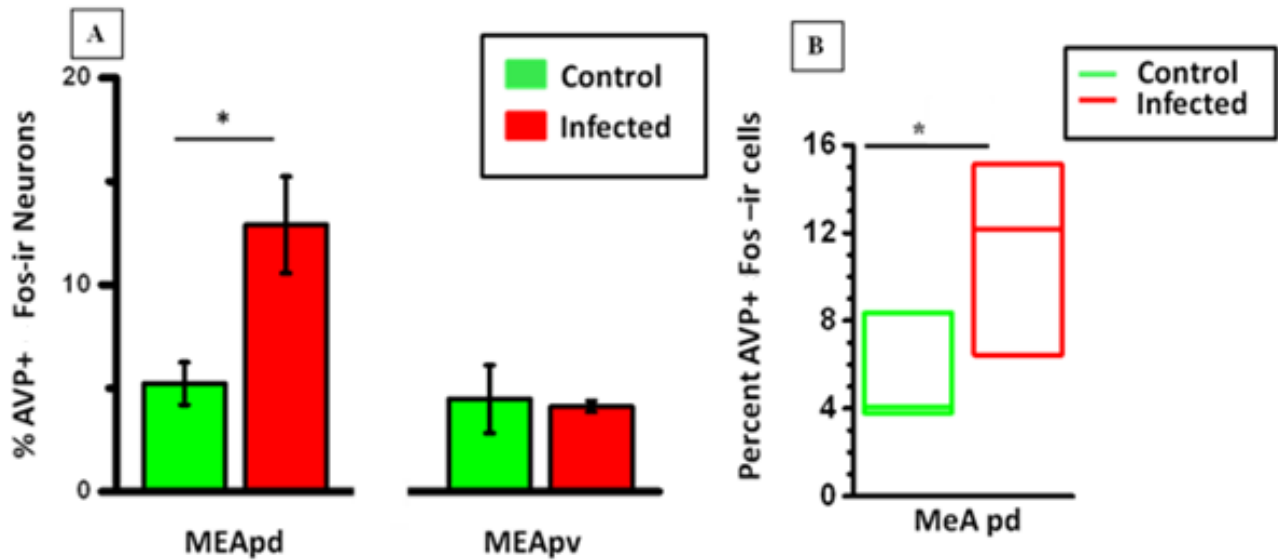 A
Control
Infected
% AVP+ Fos-ir Neurons
20
10
0
*
MEApd
MEApv
B
Control
Infected
Percent AVP+ Fos –ir cells
16
12
8
4
0
*
MeA pd